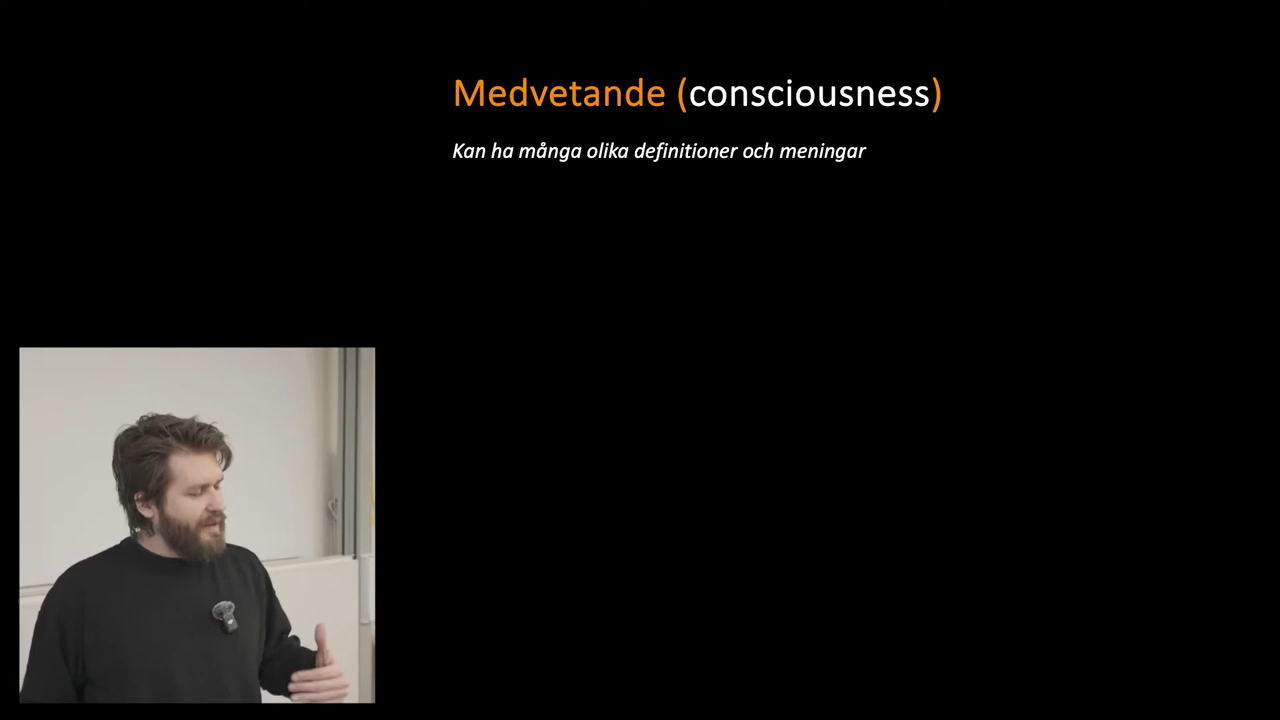 Medvetande (consciousness)
Kan ha många olika definitioner och meningar